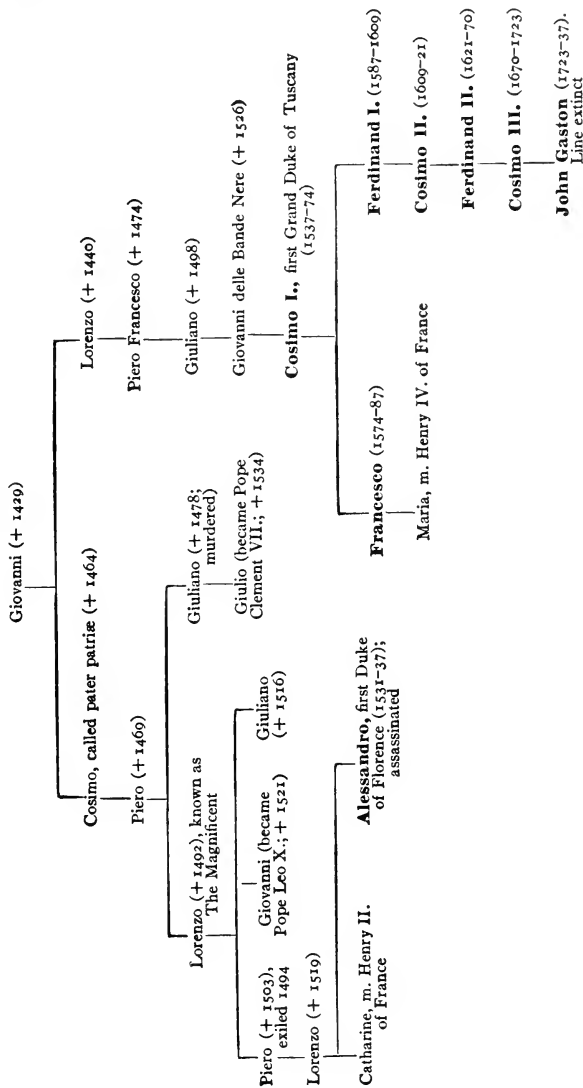 Giovanni (+ 1429)
Cosimo, called pater patriæ (+ 1464)
Lorenzo (+ 1440)
Piero (+ 1469)
Piero Francesco (+ 1474)
Lorenzo (+ 1492), known as
The Magnificent
Giuliano (+ 1478;
murdered)
Giuliano (+ 1498)
Piero (+ 1503),
exiled 1494
Giovanni (became
Pope Leo X.; + 1521)
Giuliano
(+ 1516)
Giulio (became Pope
Clement VII.; + 1534)
Giovanni delle Bande Nere (+ 1526)
Lorenzo (+ 1519)
Cosimo I., first Grand Duke of Tuscany
(1537-74)
Catharine, m. Henry II.
of France
Alessandro, first Duke
of Florence (1531-37);
assassinated
Francesco (1574-87)
Ferdinand I. (1587-1609)
Maria, m. Henry IV. of France
Cosimo II. (1609-21)
Ferdinand II. (1621-70)
Cosimo III. (1670-1723)
John Gaston (1723-37).
Line extinct